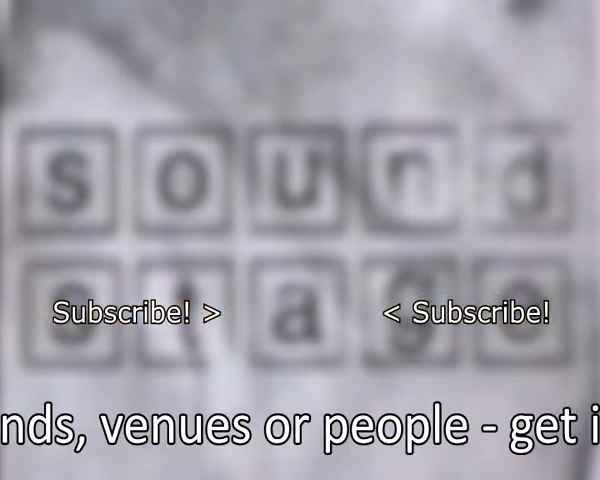 sound
stage
Subscribe! > < Subscribe!
nds, venues or people - get i